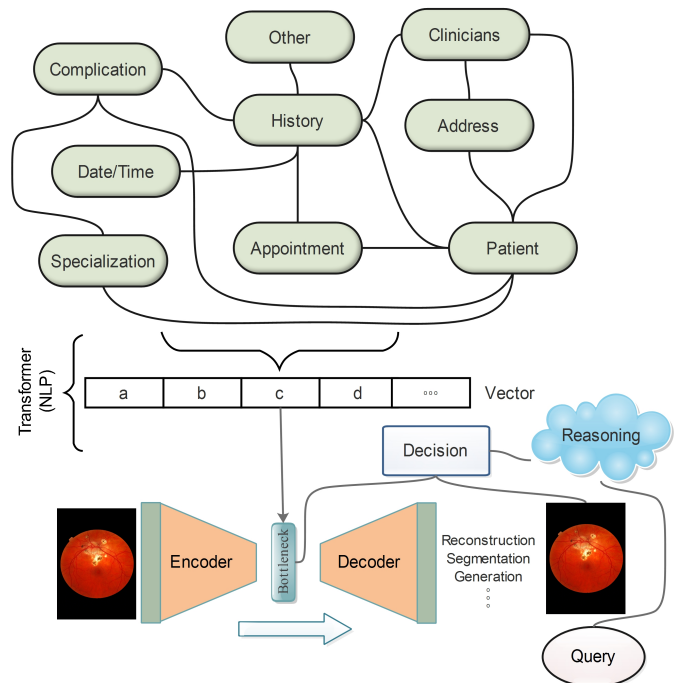 Other
Clinicians
Complication
History
Address
Date/Time
Appointment
Patient
Specialization
Transformer
(NLP)
a
b
c
d
Vector
Decision
Reasoning
Encoder
Bottleneck
Decoder
Reconstruction
Segmentation
Generation
Query